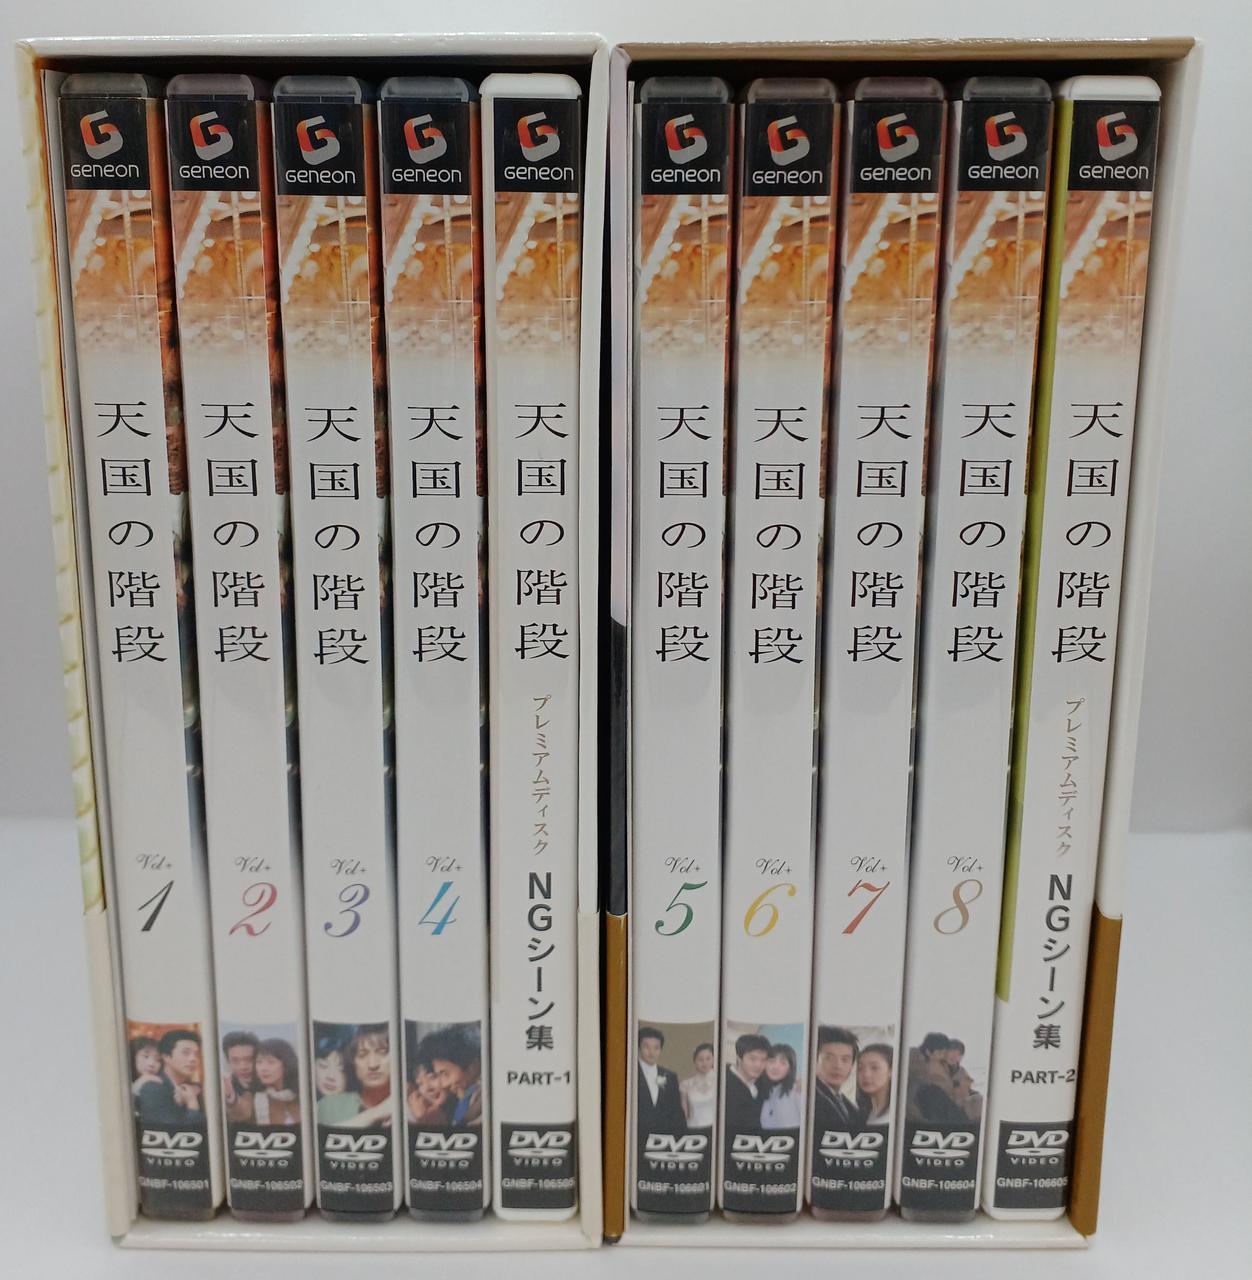 GENEON
天国の階段
Vol+
1
DVD
VIDEO
GNBF-106501
GENEON
天国の階段
Vol+
2
DVD
VIDEO
GNBF-106502
GENEON
天国の階段
Vol+
3
DVD
VIDEO
GNBF-106503
GENEON
天国の階段
Vol+
4
DVD
VIDEO
GNBF-106504
GENEON
天国の階段
プレミアムディスク
NGシーン集
PART-1
DVD
VIDEO
GNBF-106505
GENEON
天国の階段
Vol+
5
DVD
VIDEO
GNBF-106601
GENEON
天国の階段
Vol+
6
DVD
VIDEO
GNBF-106602
GENEON
天国の階段
Vol+
7
DVD
VIDEO
GNBF-106603
GENEON
天国の階段
Vol+
8
DVD
VIDEO
GNBF-106604
GENEON
天国の階段
プレミアムディスク
NGシーン集
PART-2
DVD
VIDEO
GNBF-106605